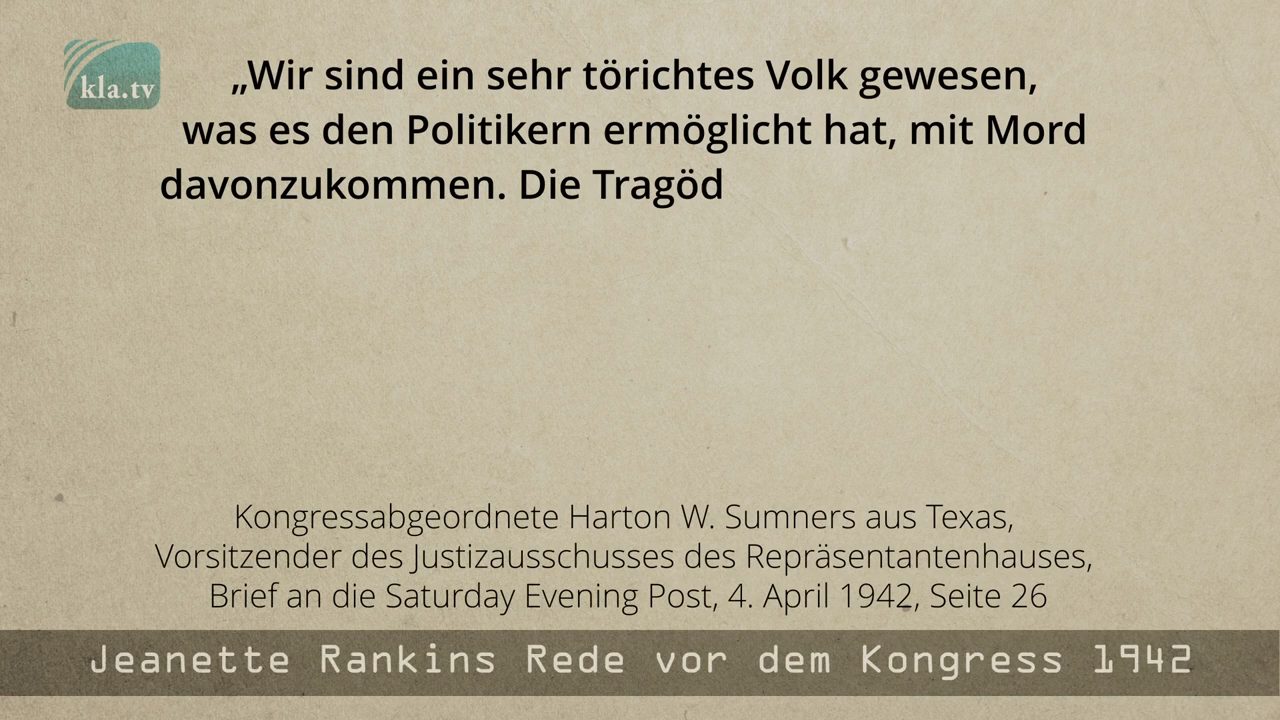 kla.tv
„Wir sind ein sehr törichtes Volk gewesen,
was es den Politikern ermöglicht hat, mit Mord
davonzukommen. Die Tragöd
Kongressabgeordnete Harton W. Sumners aus Texas,
Vorsitzender des Justizausschusses des Repräsentantenhauses,
Brief an die Saturday Evening Post, 4. April 1942, Seite 26
Jeanette Rankins Rede vor dem Kongress 1942